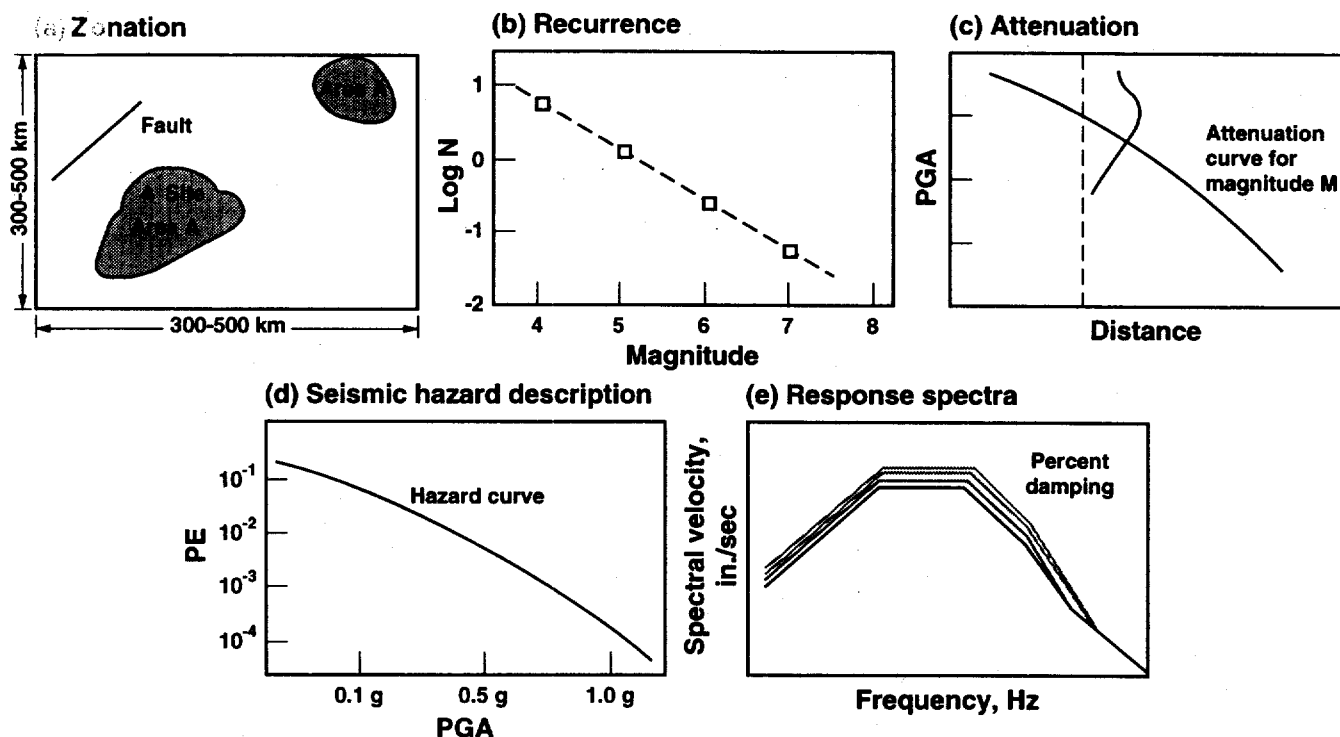 (a) Zonation
Fault
Area A
A Site
Area A
300-500 km
300-500 km
(b) Recurrence
Log N
1
0
-1
-2
4 5 6 7 8
Magnitude
(c) Attenuation
PGA
Attenuation
curve for
magnitude M
Distance
(d) Seismic hazard description
PE
10-1
10-2
10-3
10-4
Hazard curve
0.1 g 0.5 g 1.0 g
PGA
(e) Response spectra
Spectral velocity,
in./sec
Percent
damping
Frequency, Hz